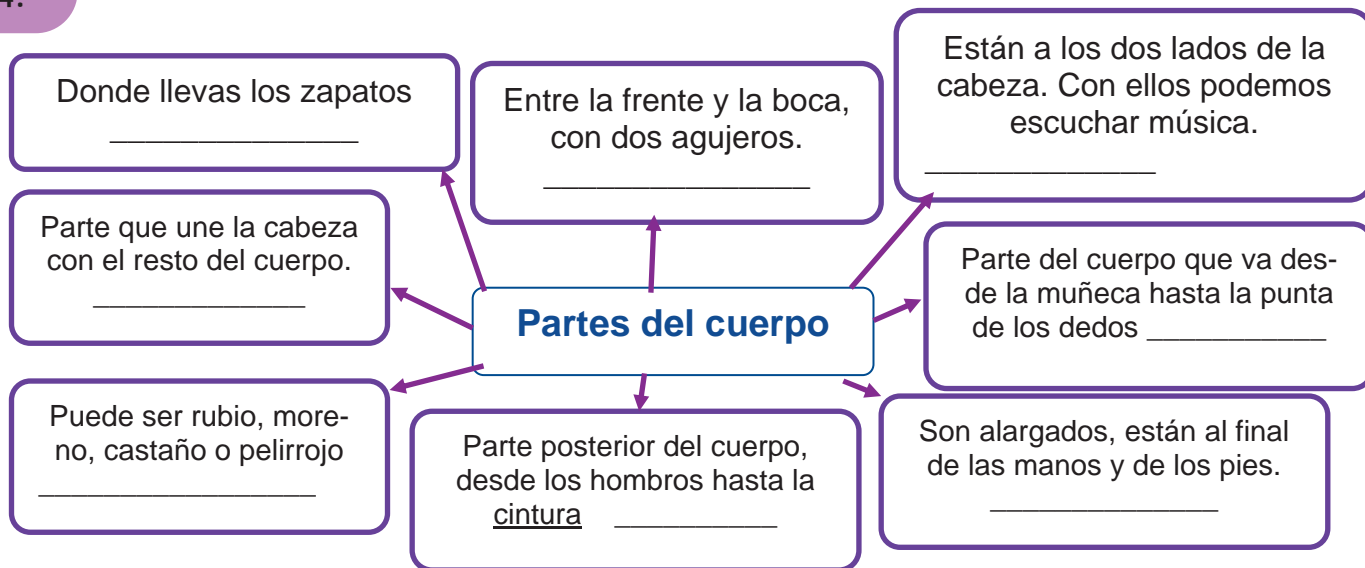 4.
Donde llevas los zapatos
______________
Entre la frente y la boca,
con dos agujeros.
_______________
Están a los dos lados de la
cabeza. Con ellos podemos
escuchar música.
_____________
Parte que une la cabeza
con el resto del cuerpo.
_____________
Partes del cuerpo
Parte del cuerpo que va des-
de la muñeca hasta la punta
de los dedos ___________
Puede ser rubio, more-
no, castaño o pelirrojo
_________________
Parte posterior del cuerpo,
desde los hombros hasta la
cintura __________
Son alargados, están al final
de las manos y de los pies.
______________